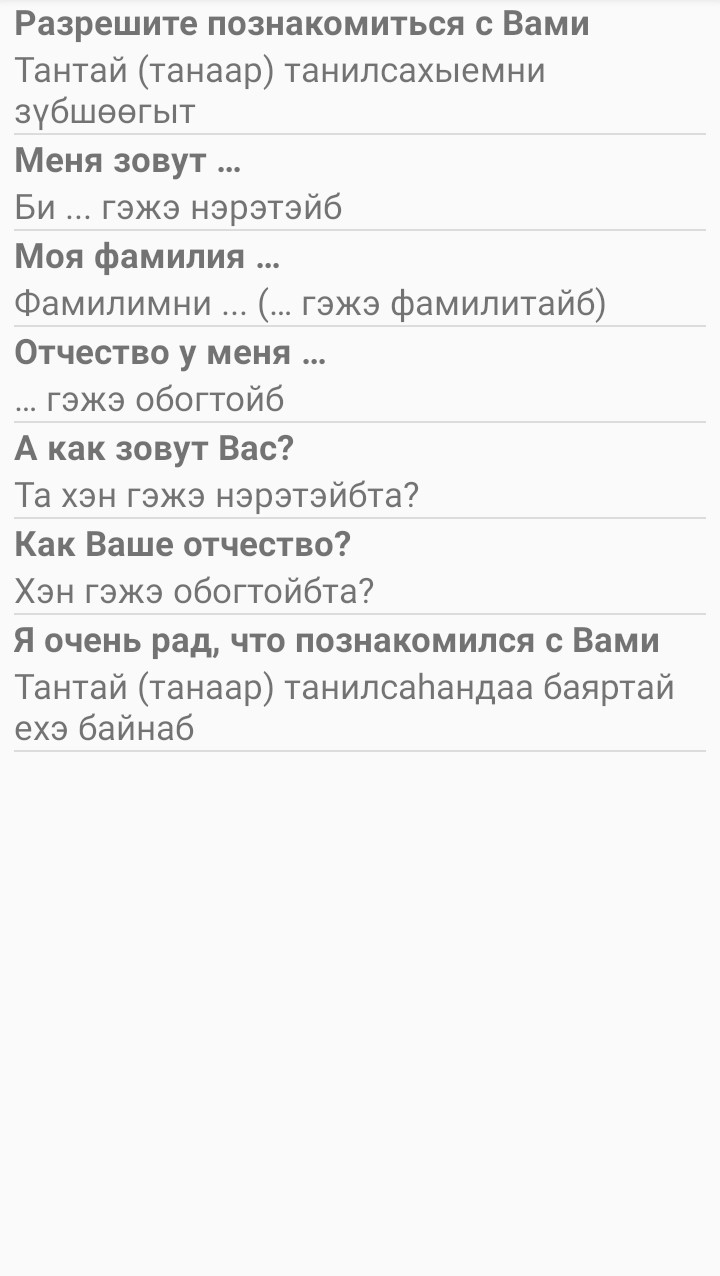 Разрешите познакомиться с Вами
Тантай (танаар) танилсахыемни
зүбшөөгыт
Меня зовут …
Би ... гэжэ нэрэтэйб
Моя фамилия …
Фамилимни ... (… гэжэ фамилитайб)
Отчество у меня …
… гэжэ обогтойб
А как зовут Вас?
Та хэн гэжэ нэрэтэйбта?
Как Ваше отчество?
Хэн гэжэ обогтойбта?
Я очень рад, что познакомился с Вами
Тантай (танаар) танилсаһандаа баяртай
ехэ байнаб